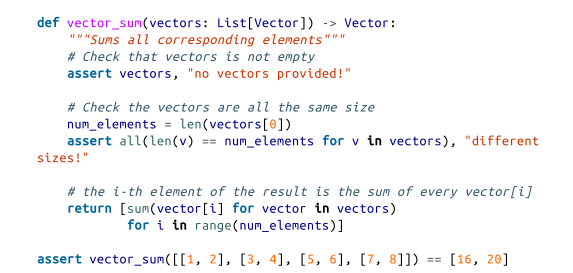 def vector_sum(vectors: List[Vector]) -> Vector:
    """Sums all corresponding elements"""
    # Check that vectors is not empty
    assert vectors, "no vectors provided!"

    # Check the vectors are all the same size
    num_elements = len(vectors[0])
    assert all(len(v) == num_elements for v in vectors), "different
sizes!"

    # the i-th element of the result is the sum of every vector[i]
    return [sum(vector[i] for vector in vectors)
            for i in range(num_elements)]

assert vector_sum([[1, 2], [3, 4], [5, 6], [7, 8]]) == [16, 20]